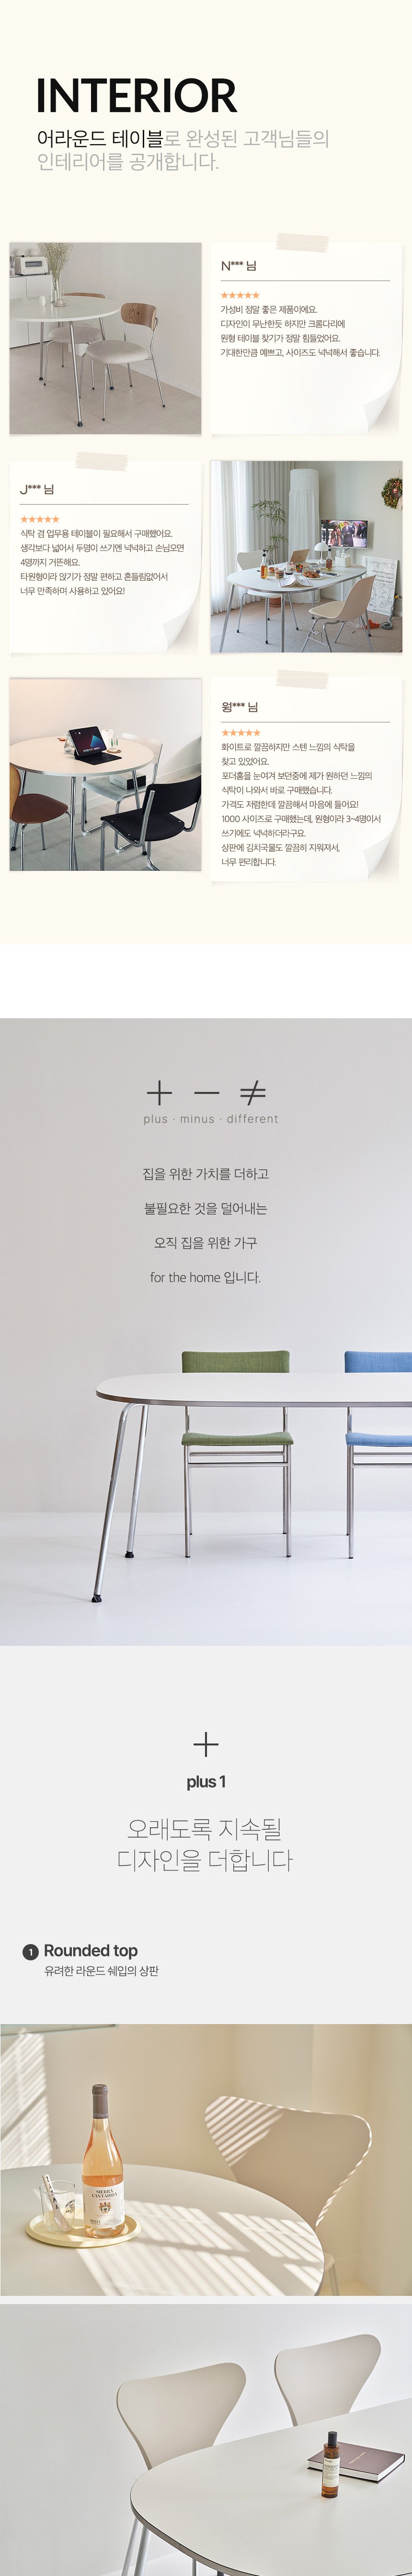 INTERIOR
어라운드 테이블로 완성된 고객님들의
인테리어를 공개합니다.
N*** 님
★★★★★
가성비 정말 좋은 제품이에요.
디자인이 무난한듯 하지만 크롬다리에
원형 테이블 찾기가 정말 힘들었어요.
기대한만큼 예쁘고, 사이즈도 넉넉해서 좋습니다.
J*** 님
★★★★★
식탁 겸 업무용 테이블이 필요해서 구매했어요.
생각보다 넓어서 두명이 쓰기엔 넉넉하고 손님오면
4명까지 거뜬해요.
타원형이라 앉기가 정말 편하고 흔들림없어서
너무 만족하며 사용하고 있어요!
윙*** 님
★★★★★
화이트로 깔끔하지만 스텐 느낌의 식탁을
찾고 있었어요.
포더홈을 눈여겨 보던중에 제가 원하던 느낌의
식탁이 나와서 바로 구매했습니다.
가격도 저렴한데 깔끔해서 마음에 들어요!
1000 사이즈로 구매했는데, 원형이라 3~4명이서
쓰기에도 넉넉하더라구요.
상판에 김치국물도 깔끔히 지워져서,
너무 편리합니다.
+ − ≠
plus · minus · different
집을 위한 가치를 더하고
불필요한 것을 덜어내는
오직 집을 위한 가구
for the home 입니다.
+
plus 1
오래도록 지속될
디자인을 더합니다
1 Rounded top
유려한 라운드 쉐입의 상판
SIERRA
CANTABRIA